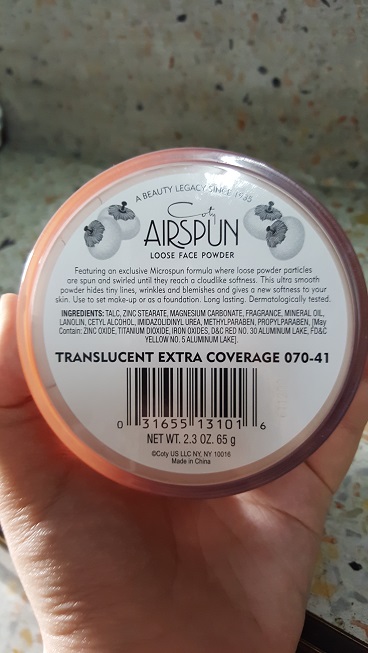 A BEAUTY LEGACY SINCE 1935
Coty
AIRSPUN
LOOSE FACE POWDER
Featuring an exclusive Microspun formula where loose powder particles
are spun and swirled until they reach a cloudlike softness. This ultra smooth
powder hides tiny lines, wrinkles and blemishes and gives a new softness to your
skin. Use to set make-up or as a foundation. Long lasting. Dermatologically tested.
INGREDIENTS: TALC, ZINC STEARATE, MAGNESIUM CARBONATE, FRAGRANCE, MINERAL OIL,
LANOLIN, CETYL ALCOHOL, IMIDAZOLIDINYL UREA, METHYLPARABEN, PROPYLPARABEN, [May
Contain: ZINC OXIDE, TITANIUM DIOXIDE, IRON OXIDES, D&C RED NO. 30 ALUMINUM LAKE, FD&C
YELLOW NO. 5 ALUMINUM LAKE].
TRANSLUCENT EXTRA COVERAGE 070-41
0 31655 13101 6
NET WT. 2.3 OZ. 65 g
©Coty US LLC NY, NY 10016
Made in China